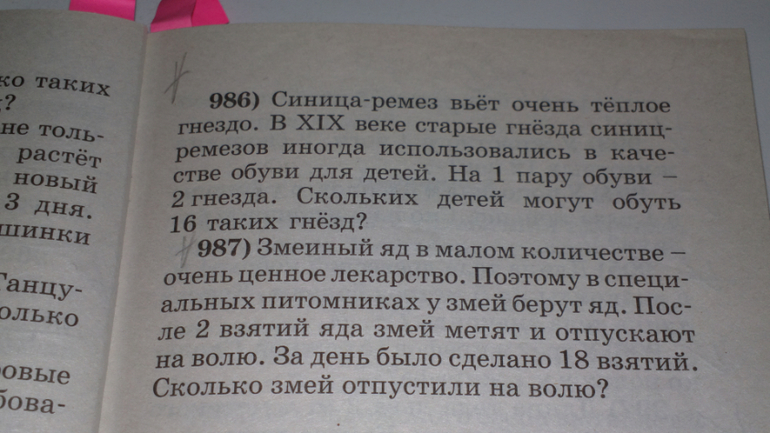 ко таких
?
не толь-
растёт
новый
3 дня.
шинки
Танцу-
олько
ровые
бова-
986) Синица-ремез вьёт очень тёплое
гнездо. В XIX веке старые гнёзда синиц-
ремезов иногда использовались в каче-
стве обуви для детей. На 1 пару обуви –
2 гнезда. Скольких детей могут обуть
16 таких гнёзд?
987) Змеиный яд в малом количестве –
очень ценное лекарство. Поэтому в специ-
альных питомниках у змей берут яд. Пос-
ле 2 взятий яда змей метят и отпускают
на волю. За день было сделано 18 взятий.
Сколько змей отпустили на волю?